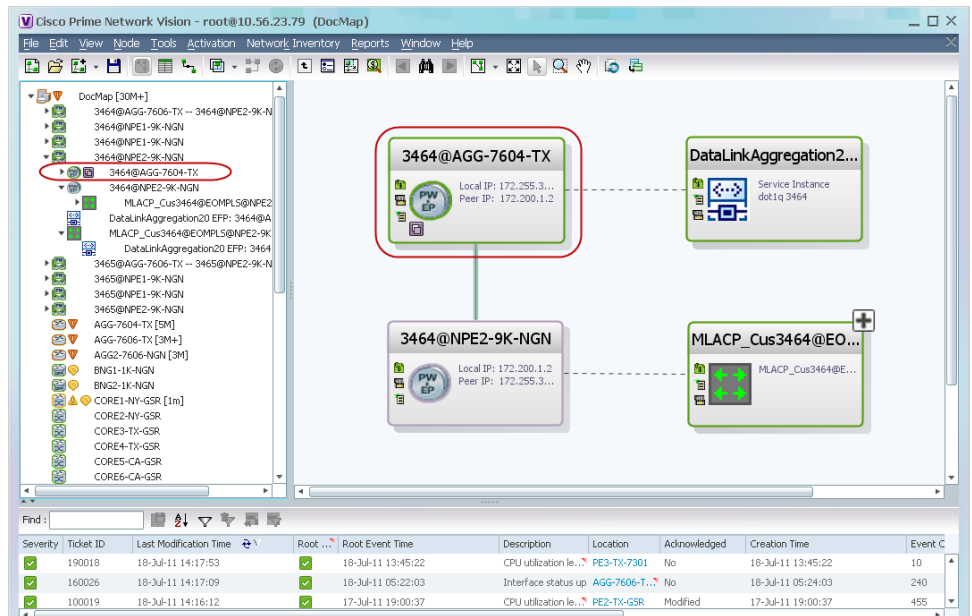 Cisco Prime Network Vision - root@10.56.23.79 (DocMap)
File Edit View Node Tools Activation Network Inventory Reports Window Help
DocMap [30M+]
3464@AGG-7606-TX -- 3464@NPE2-9K-N
3464@NPE1-9K-NGN
3464@NPE1-9K-NGN
3464@NPE2-9K-NGN
3464@AGG-7604-TX
3464@NPE2-9K-NGN
MLACP_Cus3464@EOMPLS@NPE2
DataLinkAggregation20 EFP: 3464@A
MLACP_Cus3464@EOMPLS@NPE2-9K
DataLinkAggregation20 EFP: 3464
3465@AGG-7606-TX -- 3465@NPE2-9K-N
3465@NPE1-9K-NGN
3465@NPE1-9K-NGN
3465@NPE2-9K-NGN
AGG-7604-TX [5M]
AGG-7606-TX [3M+]
AGG2-7606-NGN [3M]
BNG1-1K-NGN
BNG2-1K-NGN
CORE1-NY-GSR [1m]
CORE2-NY-GSR
CORE3-TX-GSR
CORE4-TX-GSR
CORE5-CA-GSR
CORE6-CA-GSR
3464@AGG-7604-TX
PW EP
Local IP: 172.255.3...
Peer IP: 172.200.1.2
DataLinkAggregation2...
Service Instance
dot1q 3464
3464@NPE2-9K-NGN
PW EP
Local IP: 172.200.1.2
Peer IP: 172.255.3...
MLACP_Cus3464@EO...
MLACP_Cus3464@E...
Find :
Severity Ticket ID Last Modification Time Root ... Root Event Time Description Location Acknowledged Creation Time Event C
190018 18-Jul-11 14:17:53 18-Jul-11 13:45:22 CPU utilization le... PE3-TX-7301 No 18-Jul-11 13:45:22 10
160026 18-Jul-11 14:17:09 18-Jul-11 05:22:03 Interface status up AGG-7606-T... No 18-Jul-11 05:24:03 240
100019 18-Jul-11 14:16:12 17-Jul-11 19:00:37 CPU utilization le... PE2-TX-GSR Modified 17-Jul-11 19:00:37 455